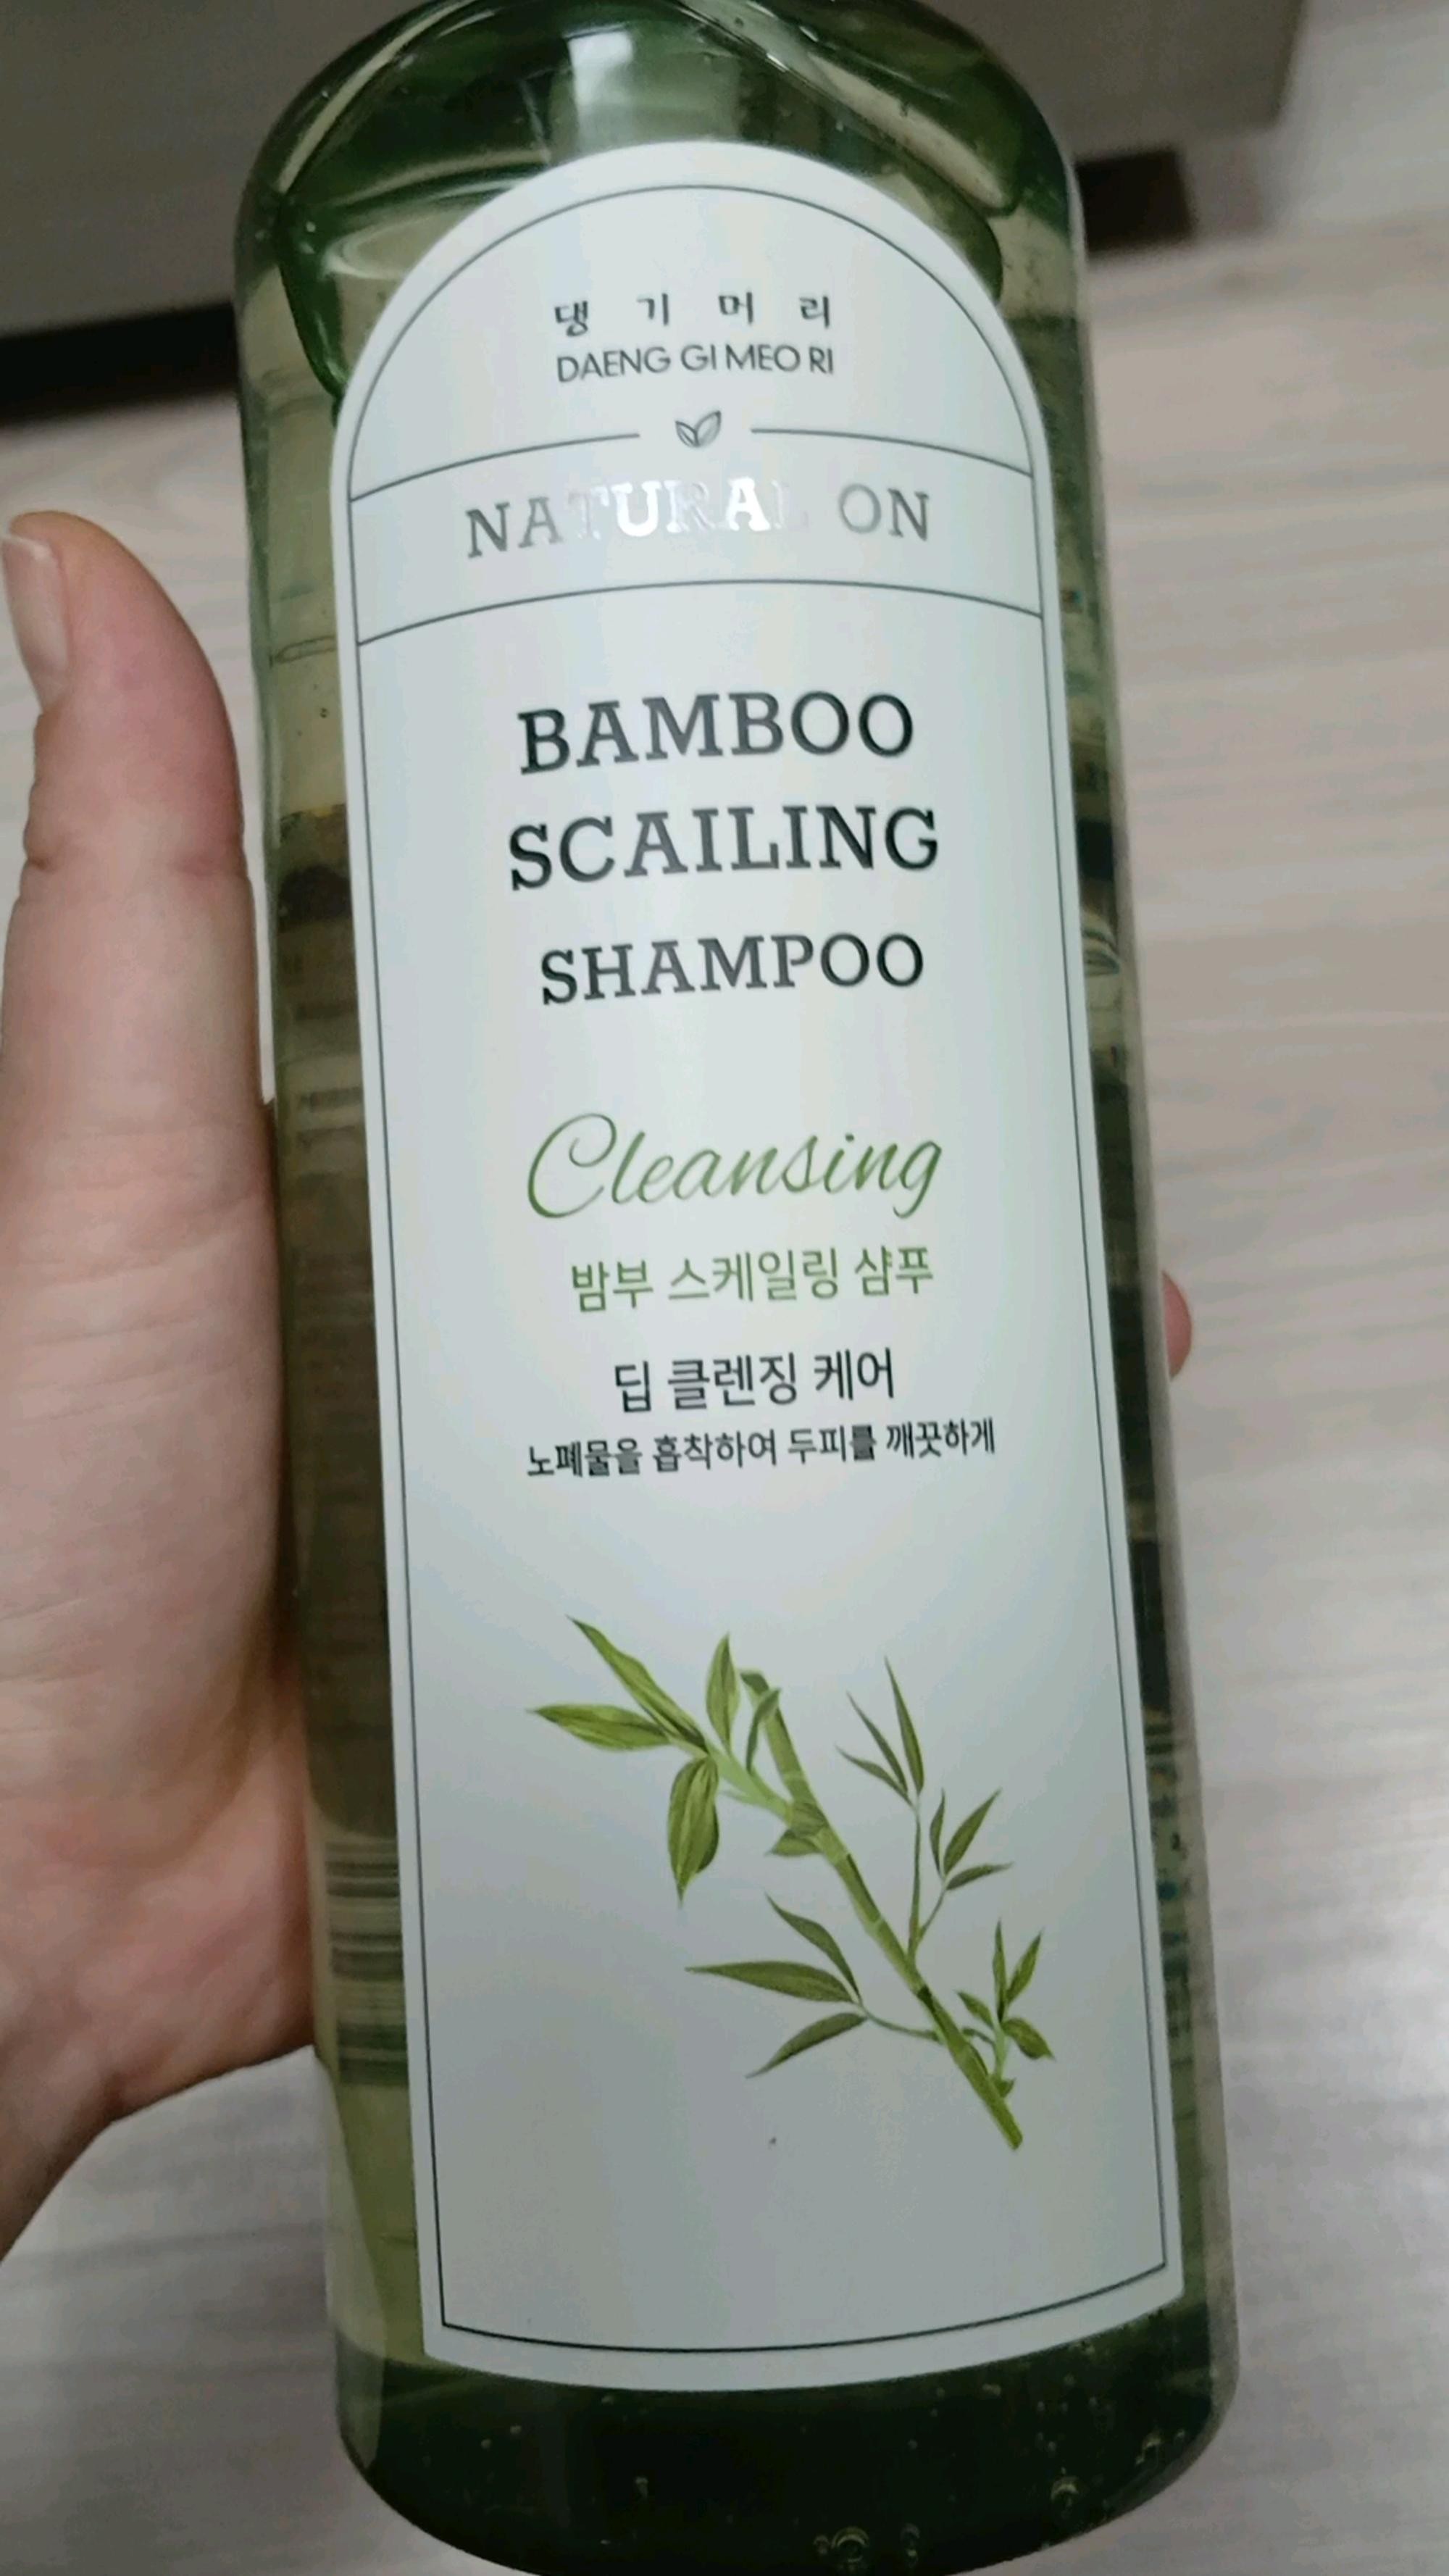 댕기머리
DAENG GI MEO RI
NATURAL ON
BAMBOO
SCAILING
SHAMPOO
Cleansing
밤부 스케일링 샴푸
딥 클렌징 케어
노폐물을 흡착하여 두피를 깨끗하게